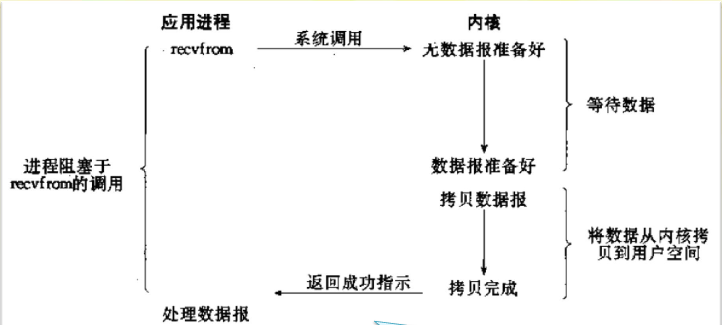 应用进程
内核
recvfrom
系统调用
无数据报准备好
等待数据
进程阻塞于
recvfrom的调用
数据报准备好
拷贝数据报
将数据从内核拷
贝到用户空间
返回成功指示
拷贝完成
处理数据报